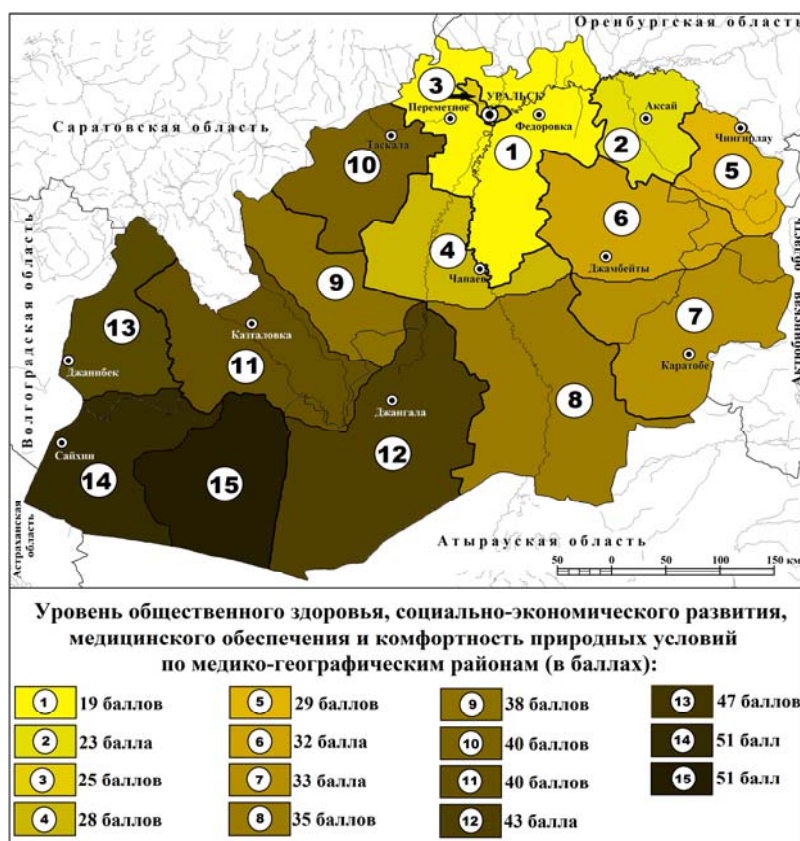 Оренбургская область
3
УРАЛЬСК
Переметное
Федоровка
Аксай
Чингирлау
Саратовская область
Таскала
10
1
2
5
4
6
Чапаев
Джамбейты
Актюбинская область
9
13
Казталовка
11
7
Каратобе
Волгоградская область
Джаныбек
Джангала
8
12
Сайхин
14
15
Астраханская
область
Атырауская область
50 0 50 100 150 км
Уровень общественного здоровья, социально-экономического развития,
медицинского обеспечения и комфортность природных условий
по медико-географическим районам (в баллах):
1 19 баллов
2 23 балла
3 25 баллов
4 28 баллов
5 29 баллов
6 32 балла
7 33 балла
8 35 баллов
9 38 баллов
10 40 баллов
11 40 баллов
12 43 балла
13 47 баллов
14 51 балл
15 51 балл